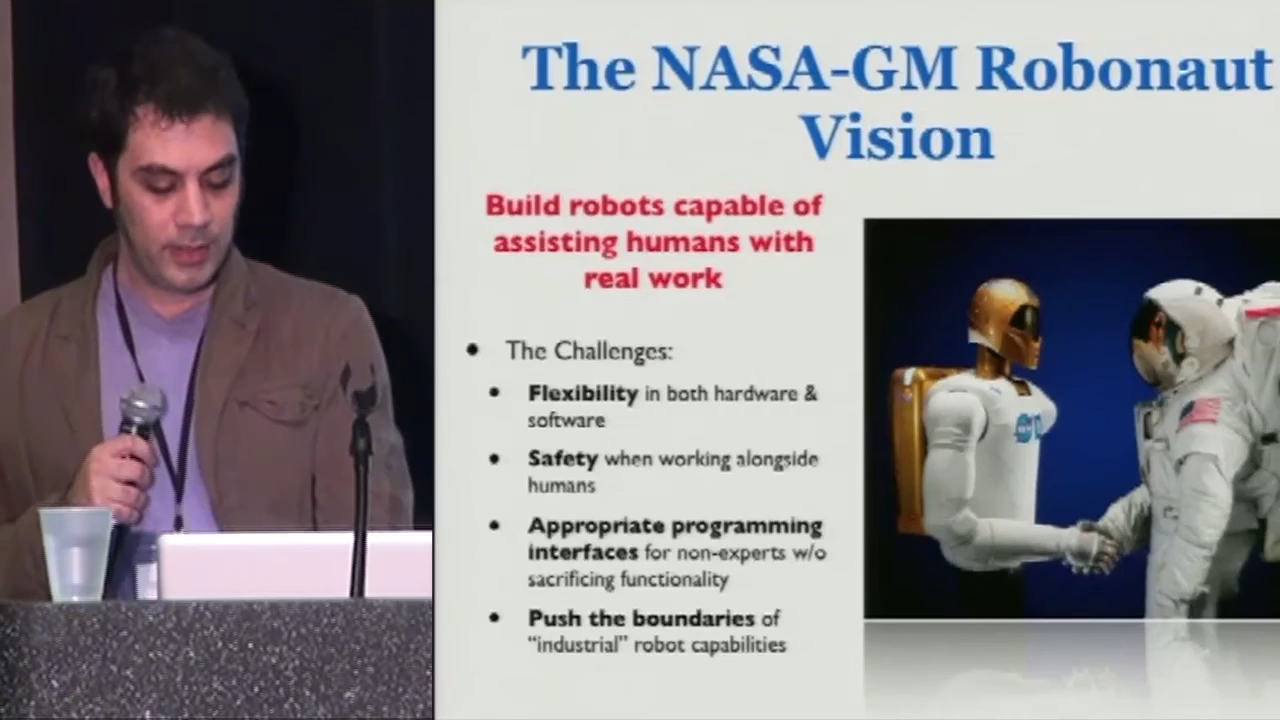 The NASA-GM Robonaut
Vision
Build robots capable of
assisting humans with
real work
• The Challenges:
• Flexibility in both hardware &
software
• Safety when working alongside
humans
• Appropriate programming
interfaces for non-experts w/o
sacrificing functionality
• Push the boundaries of
“industrial” robot capabilities